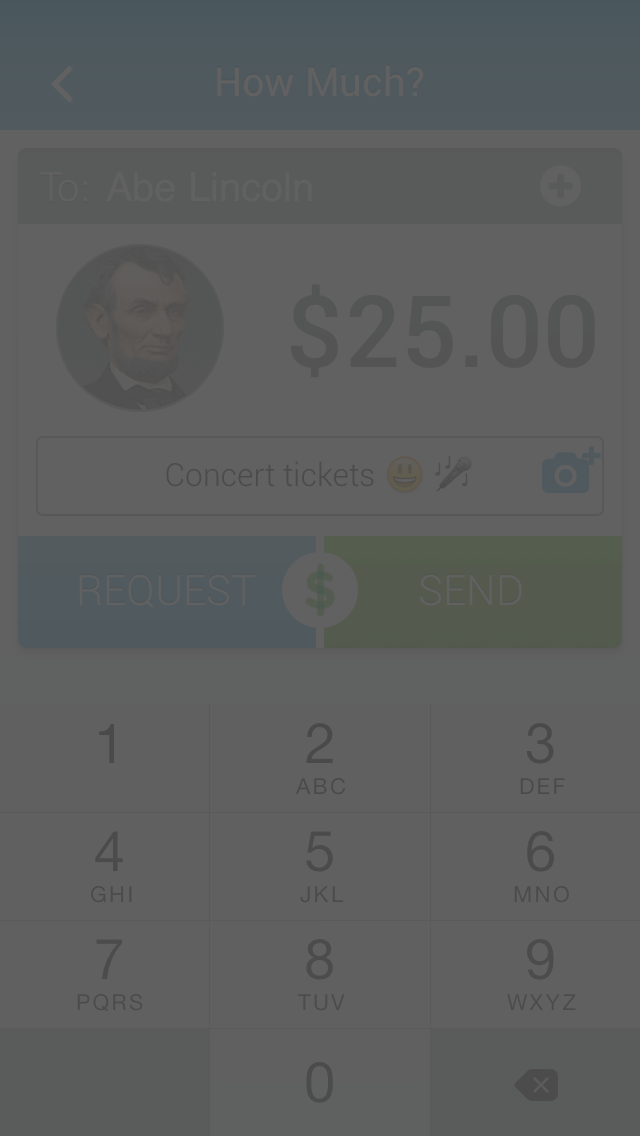 How Much?
To: Abe Lincoln
$25.00
Concert tickets 😃 🎤
REQUEST $ SEND
1 2 3
ABC DEF
4 5 6
GHI JKL MNO
7 8 9
PQRS TUV WXYZ
0